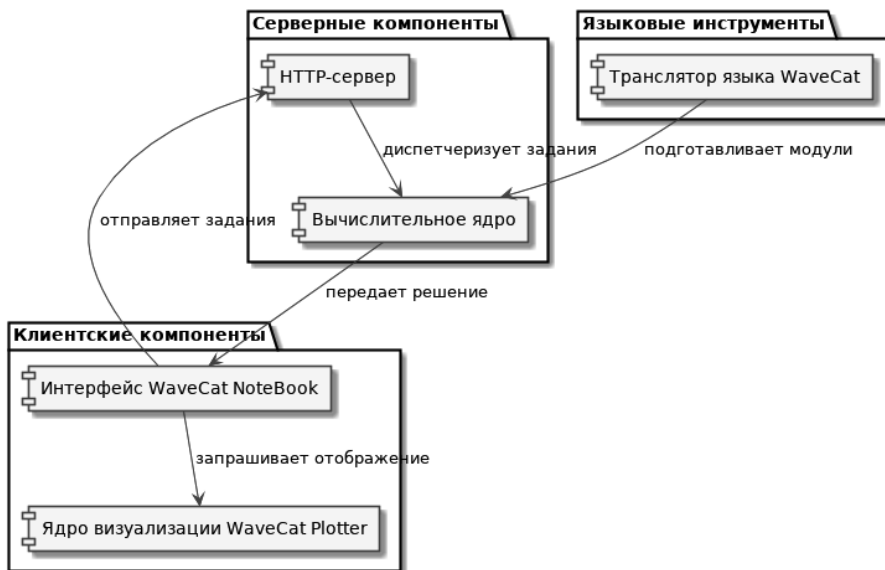 Серверные компоненты
Языковые инструменты
HTTP-сервер
Транслятор языка WaveCat
диспетчеризует задания
подготавливает модули
отправляет задания
Вычислительное ядро
передает решение
Клиентские компоненты
Интерфейс WaveCat NoteBook
запрашивает отображение
Ядро визуализации WaveCat Plotter